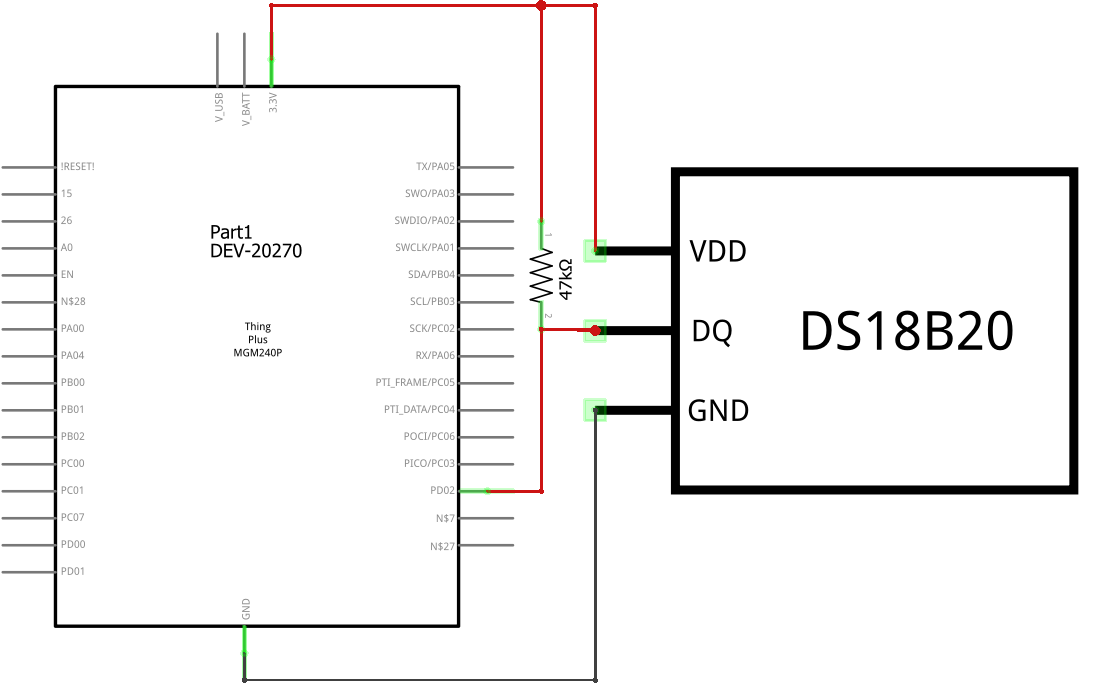 V_USB
V_BATT
3.3V
!RESET!
15
26
A0
EN
N$28
PA00
PA04
PB00
PB01
PB02
PC00
PC01
PC07
PD00
PD01
Part1
DEV-20270
Thing
Plus
MGM240P
TX/PA05
SWO/PA03
SWDIO/PA02
SWCLK/PA01
SDA/PB04
SCL/PB03
SCK/PC02
RX/PA06
PTI_FRAME/PC05
PTI_DATA/PC04
POCI/PC06
PICO/PC03
PD02
N$7
N$27
GND
1
47kΩ
2
VDD
DQ
GND
DS18B20